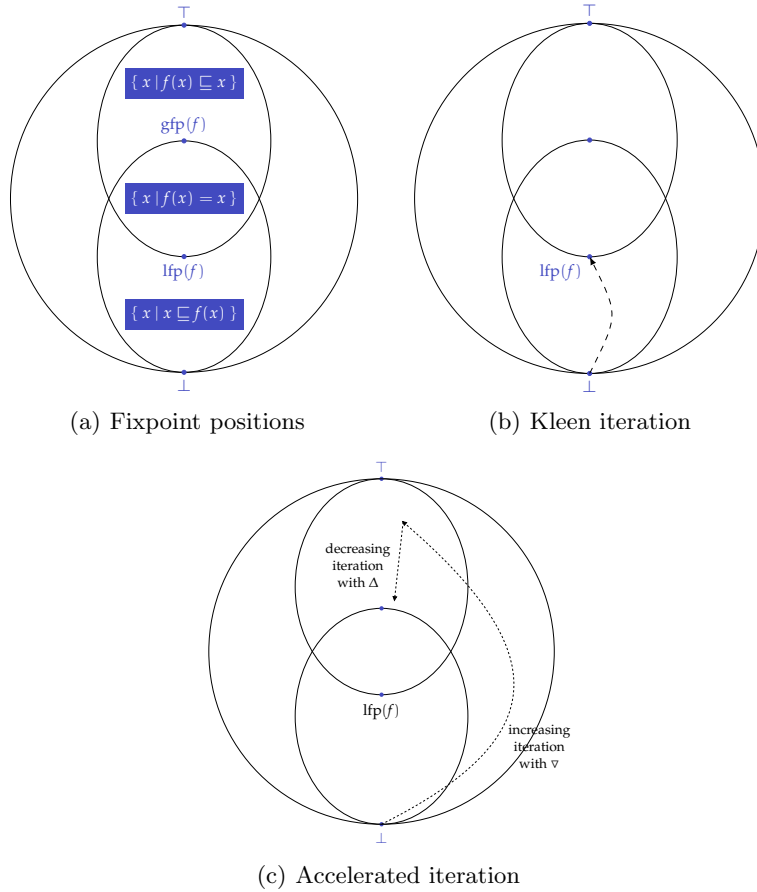 ⊤
{ x | f(x) ⊑ x }
gfp(f)
{ x | f(x) = x }
lfp(f)
{ x | x ⊑ f(x) }
⊥
(a) Fixpoint positions
⊤
lfp(f)
⊥
(b) Kleen iteration
⊤
decreasing
iteration
with Δ
lfp(f)
increasing
iteration
with ▿
⊥
(c) Accelerated iteration